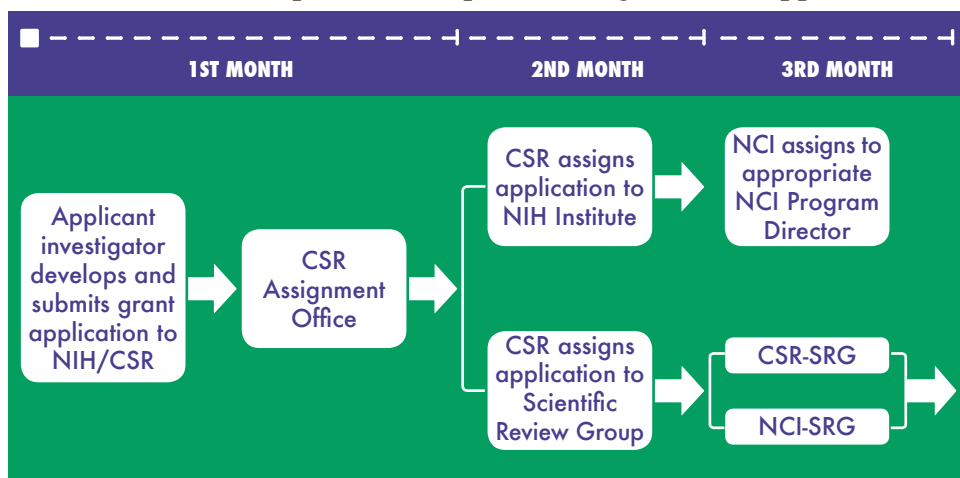 1ST MONTH
2ND MONTH
3RD MONTH
Applicant
investigator
develops and
submits grant
application to
NIH/CSR
CSR
Assignment
Office
CSR assigns
application to
NIH Institute
NCI assigns to
appropriate
NCI Program
Director
CSR assigns
application to
Scientific
Review Group
CSR-SRG
NCI-SRG